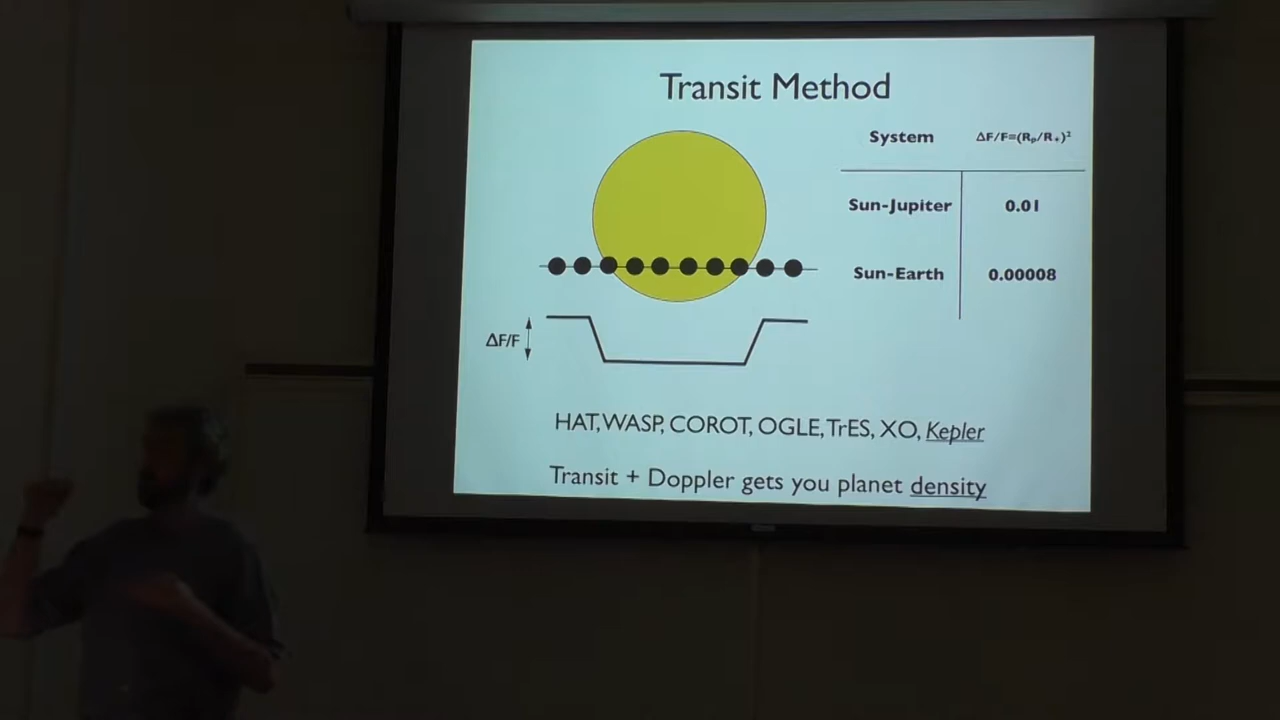 Transit Method
System ΔF/F=(Rₚ/R⋆)²
Sun-Jupiter 0.01
Sun-Earth 0.00008
ΔF/F
HAT, WASP, COROT, OGLE, TrES, XO, Kepler
Transit + Doppler gets you planet density